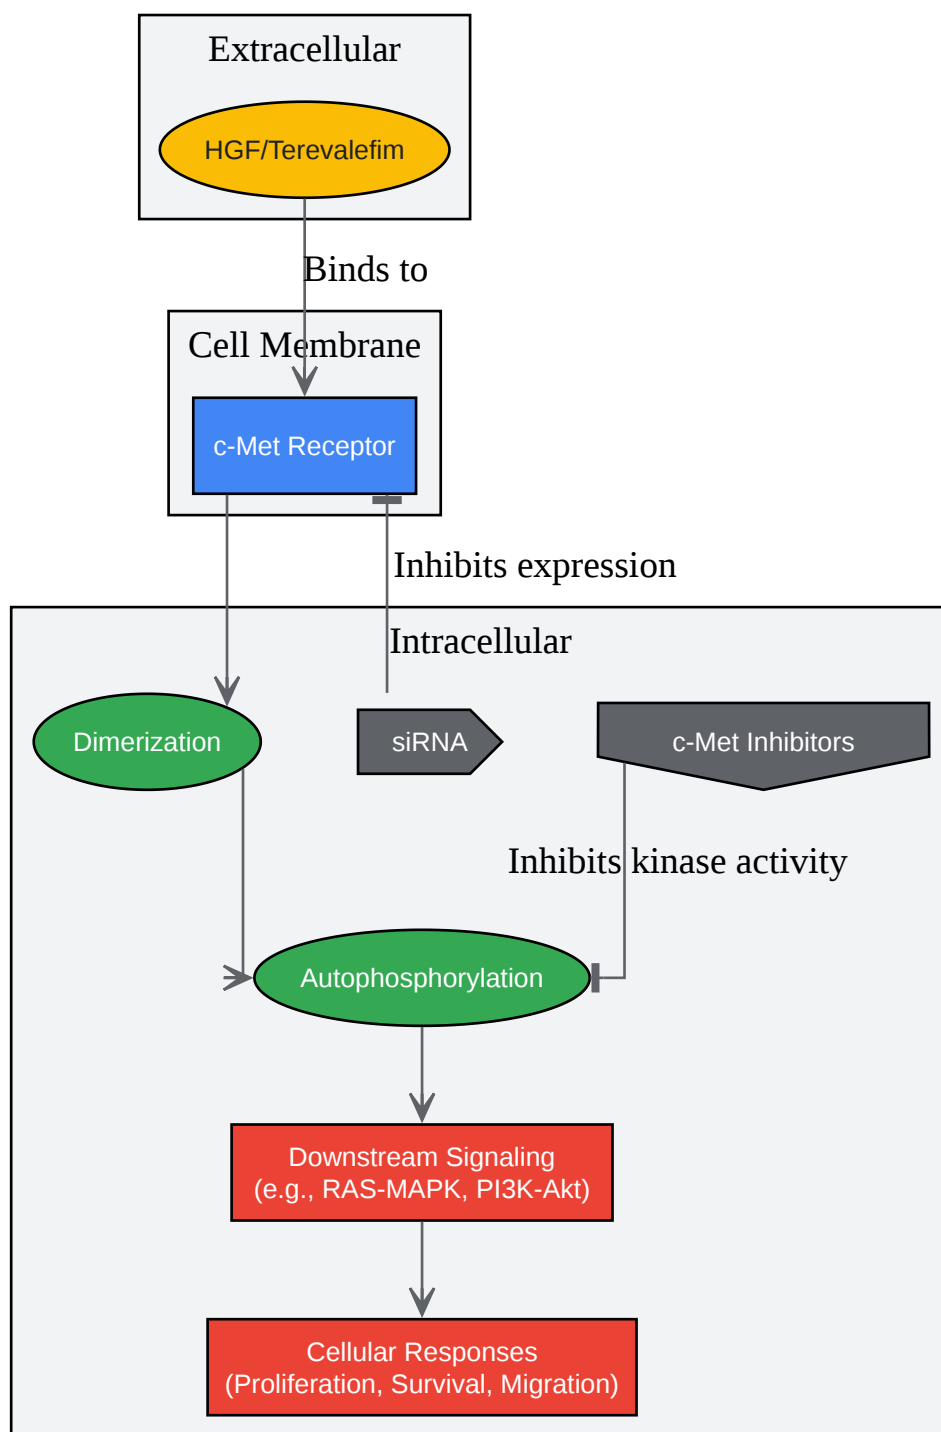 Extracellular
HGF/Terevalefim
Binds to
Cell Membrane
c-Met Receptor
Inhibits expression
Intracellular
Dimerization
siRNA
c-Met Inhibitors
Inhibits kinase activity
Autophosphorylation
Downstream Signaling
(e.g., RAS-MAPK, PI3K-Akt)
Cellular Responses
(Proliferation, Survival, Migration)